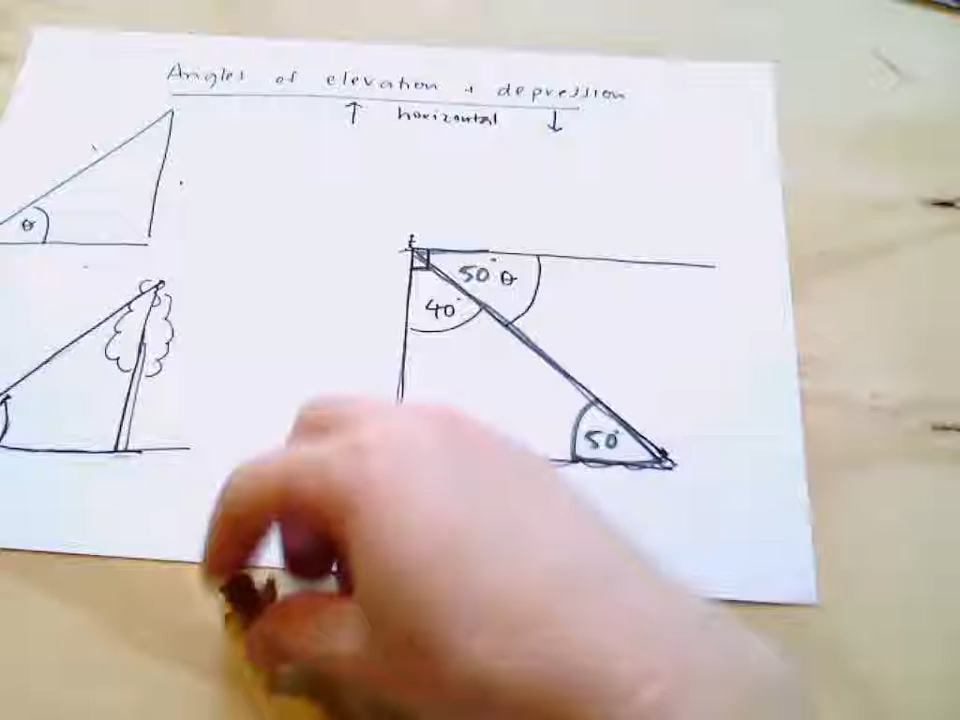 Angles of elevation + depression
↑ horizontal ↓
θ
50° θ
40°
50°